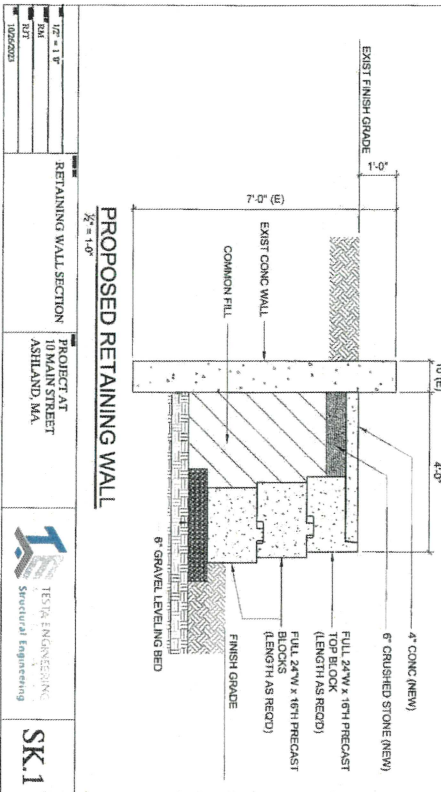 EXIST FINISH GRADE
1'-0"
7'-0" (E)
EXIST CONC WALL
COMMON FILL
10 (E)
4'-0"
4" CONC (NEW)
6" CRUSHED STONE (NEW)
FULL 24"W x 16"H PRECAST
TOP BLOCK
(LENGTH AS REQ'D)
FULL 24"W x 16"H PRECAST
BLOCKS
(LENGTH AS REQ'D)
FINISH GRADE
6" GRAVEL LEVELING BED
PROPOSED RETAINING WALL
½" = 1-0"
1/2" = 1'0"
RM
RJT
10/26/2023
RETAINING WALL SECTION
PROJECT AT
10 MAIN STREET
ASHLAND, MA.
TESTA ENGINEERING
Structural Engineering
SK.1